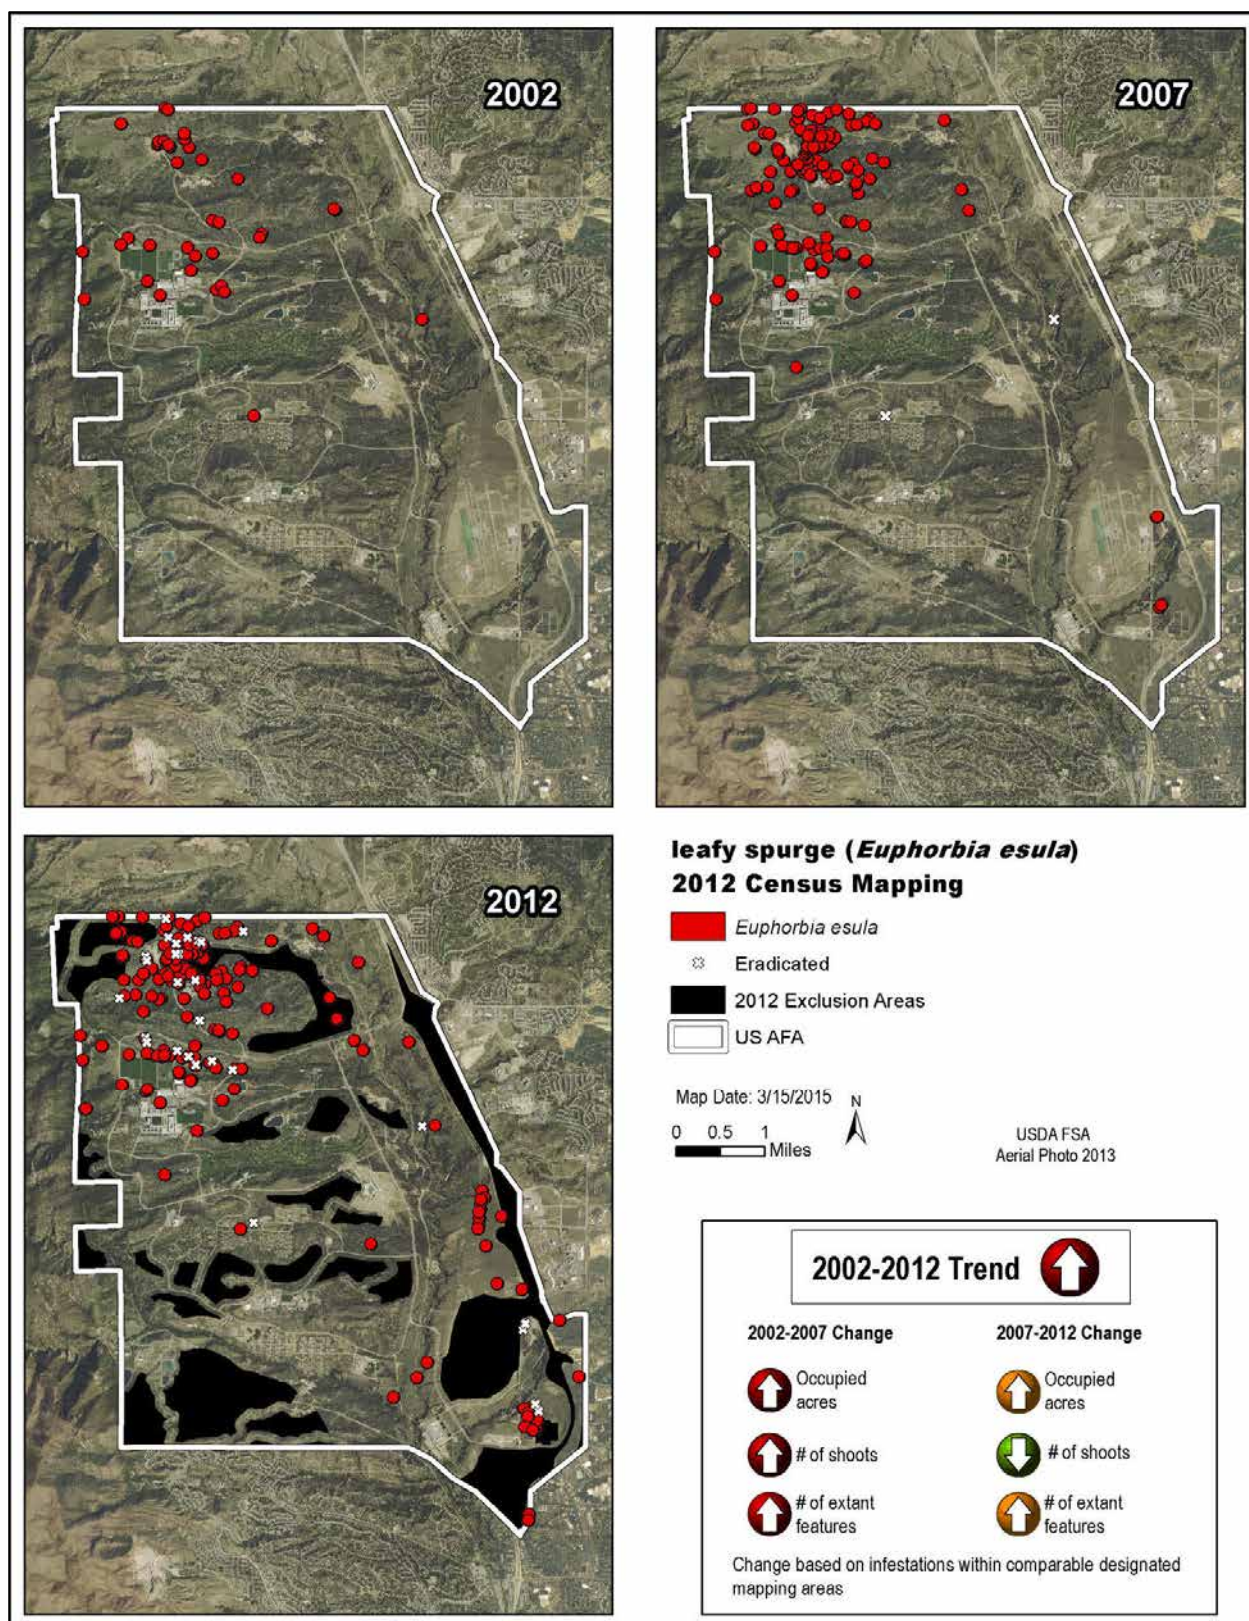 2002
2007
2012
leafy spurge (Euphorbia esula)
2012 Census Mapping
Euphorbia esula
Eradicated
2012 Exclusion Areas
US AFA
Map Date: 3/15/2015
N
0 0.5 1
Miles
USDA FSA
Aerial Photo 2013
2002-2012 Trend
2002-2007 Change
Occupied
acres
# of shoots
# of extant
features
2007-2012 Change
Occupied
acres
# of shoots
# of extant
features
Change based on infestations within comparable designated
mapping areas